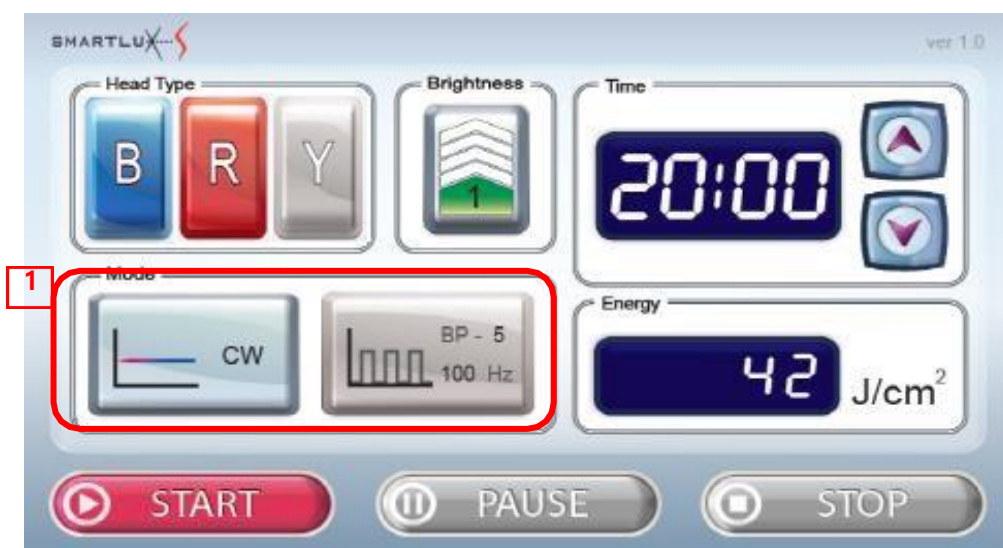 SMARTLUX-S
ver 1.0
Head Type
B R Y
Brightness
1
Time
20:00
1
Mode
CW
BP - 5
100 Hz
Energy
42 J/cm²
START
PAUSE
STOP